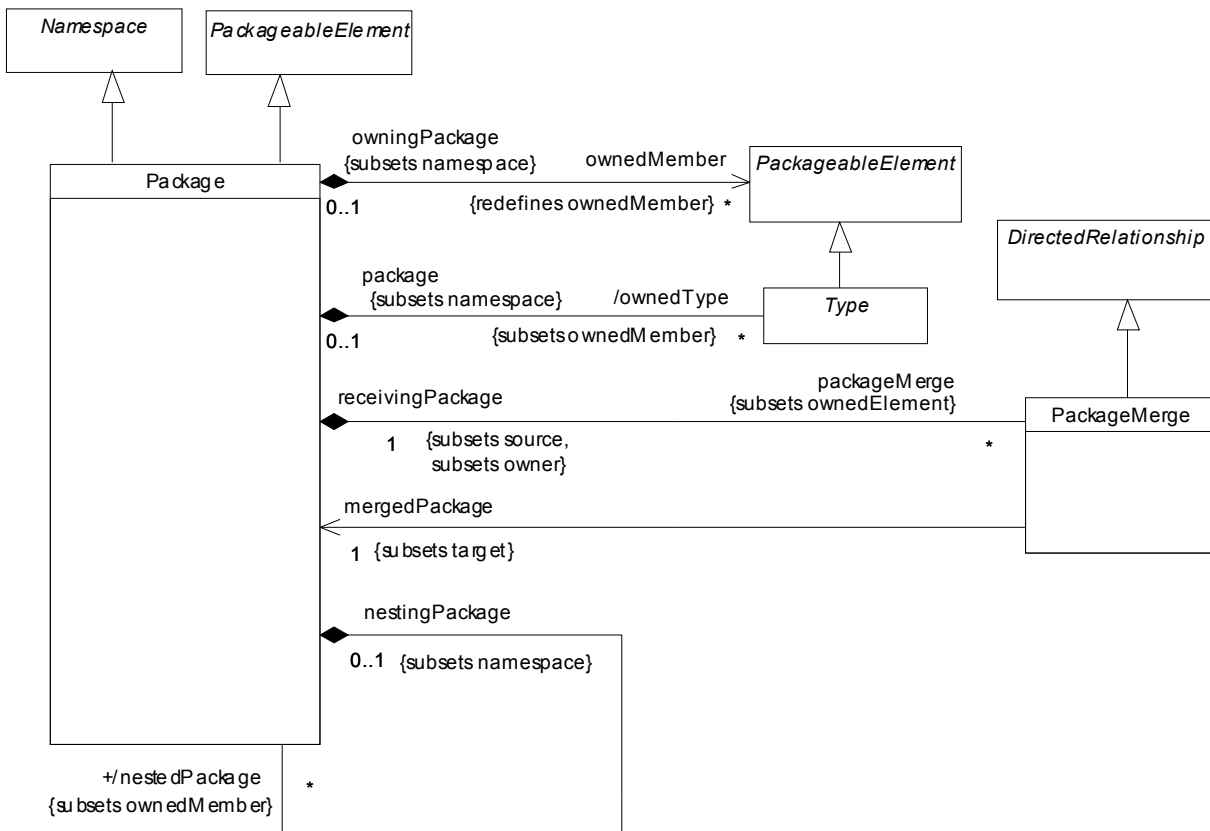 Namespace
PackageableElement
owningPackage
{subsets namespace}
ownedMember
PackageableElement
Package
0..1
{redefines ownedMember}
*
DirectedRelationship
package
{subsets namespace}
/ownedType
Type
0..1
{subsets ownedMember}
*
packageMerge
receivingPackage
{subsets ownedElement}
PackageMerge
1
{subsets source,
subsets owner}
*
mergedPackage
1
{subsets target}
nestingPackage
0..1
{subsets namespace}
+/nestedPackage
*
{subsets ownedMember}